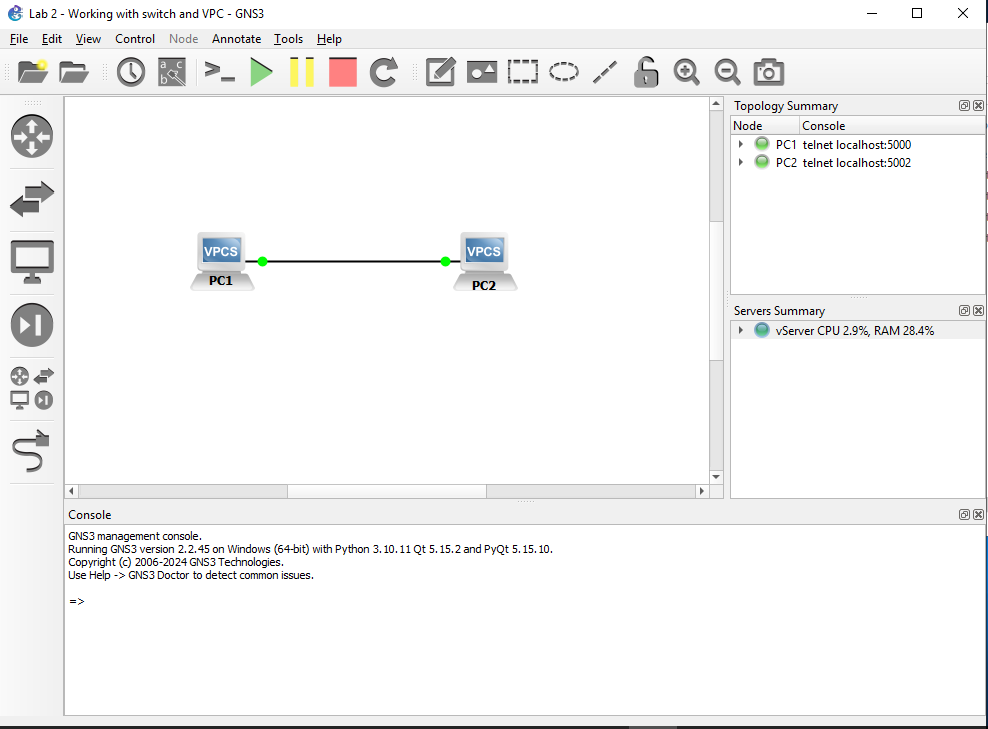 Lab 2 - Working with switch and VPC - GNS3
File Edit View Control Node Annotate Tools Help
a b c
Topology Summary
Node Console
PC1 telnet localhost:5000
PC2 telnet localhost:5002
VPCS
PC1
VPCS
PC2
Servers Summary
vServer CPU 2.9%, RAM 28.4%
Console
GNS3 management console.
Running GNS3 version 2.2.45 on Windows (64-bit) with Python 3.10.11 Qt 5.15.2 and PyQt 5.15.10.
Copyright (c) 2006-2024 GNS3 Technologies.
Use Help -> GNS3 Doctor to detect common issues.
=>